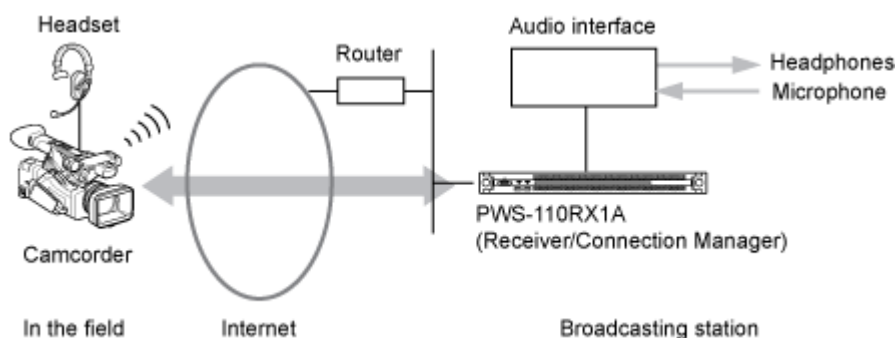 Headset
Audio interface
Router
Headphones
Microphone
PWS-110RX1A
(Receiver/Connection Manager)
Camcorder
In the field
Internet
Broadcasting station